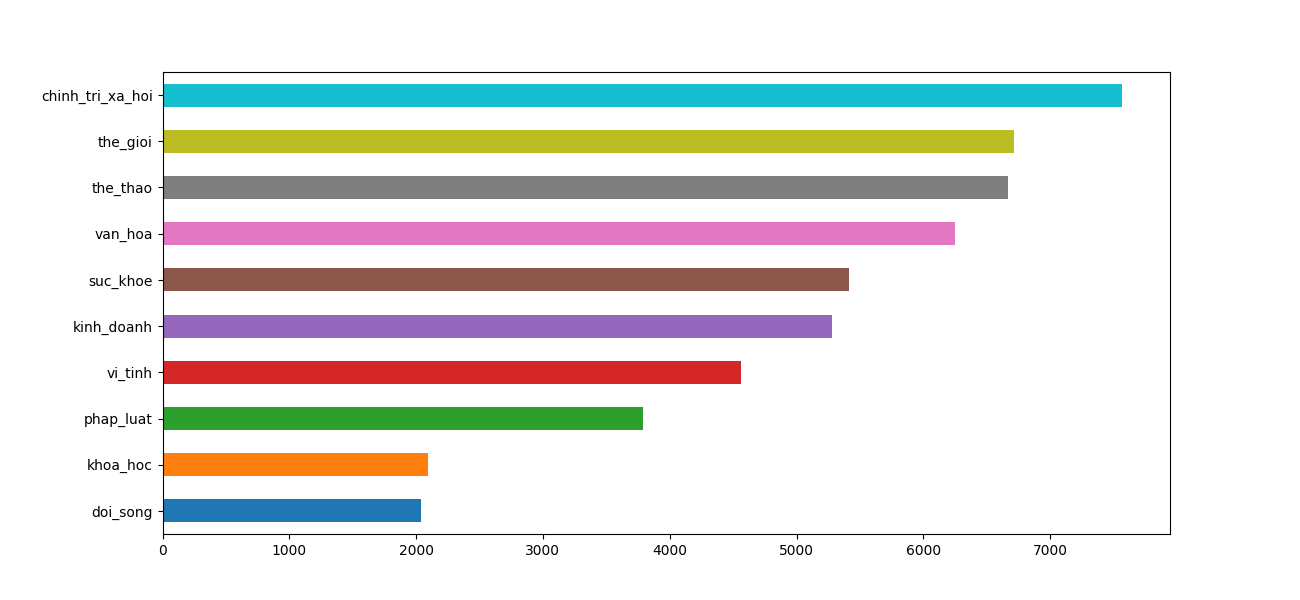 chinh_tri_xa_hoi
the_gioi
the_thao
van_hoa
suc_khoe
kinh_doanh
vi_tinh
phap_luat
khoa_hoc
doi_song
0 1000 2000 3000 4000 5000 6000 7000